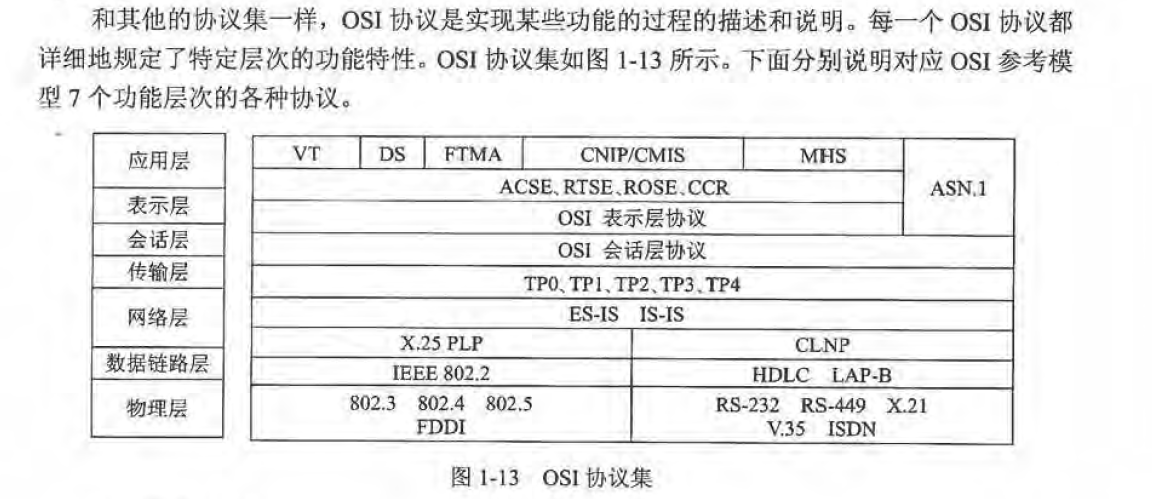 和其他的协议集一样，OSI 协议是实现某些功能的过程的描述和说明。每一个 OSI 协议都
详细地规定了特定层次的功能特性。OSI 协议集如图 1-13 所示。下面分别说明对应 OSI 参考模
型 7 个功能层次的各种协议。
应用层
VT DS FTMA CNIP/CMIS MHS
ACSE、RTSE、ROSE、CCR
ASN.1
表示层
OSI 表示层协议
会话层
OSI 会话层协议
传输层
TP0、TP1、TP2、TP3、TP4
网络层
ES-IS IS-IS
X.25 PLP CLNP
数据链路层
IEEE 802.2 HDLC LAP-B
物理层
802.3 802.4 802.5 RS-232 RS-449 X.21
FDDI V.35 ISDN
图 1-13 OSI 协议集